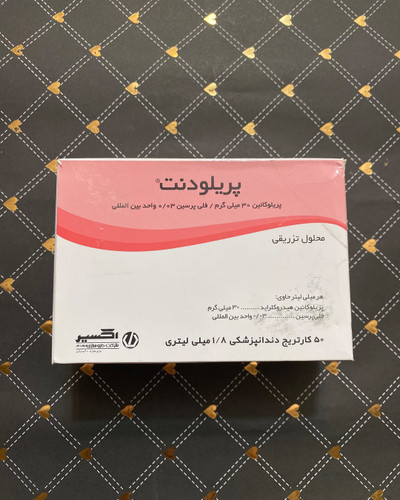 پریلودنت®
پریلوکائین ۳۰ میلی گرم / فلی پرسین ۰/۰۳ واحد بین المللی
محلول تزریقی
هر میلی لیتر حاوی:
پریلوکائین هیدروکلراید .......... ۳۰ میلی گرم
فلی پرسین .............. ۰/۰۳ واحد بین المللی
۵۰ کارتریج دندانپزشکی ۱/۸ میلی لیتری
اکسیر
شرکت داروسازی